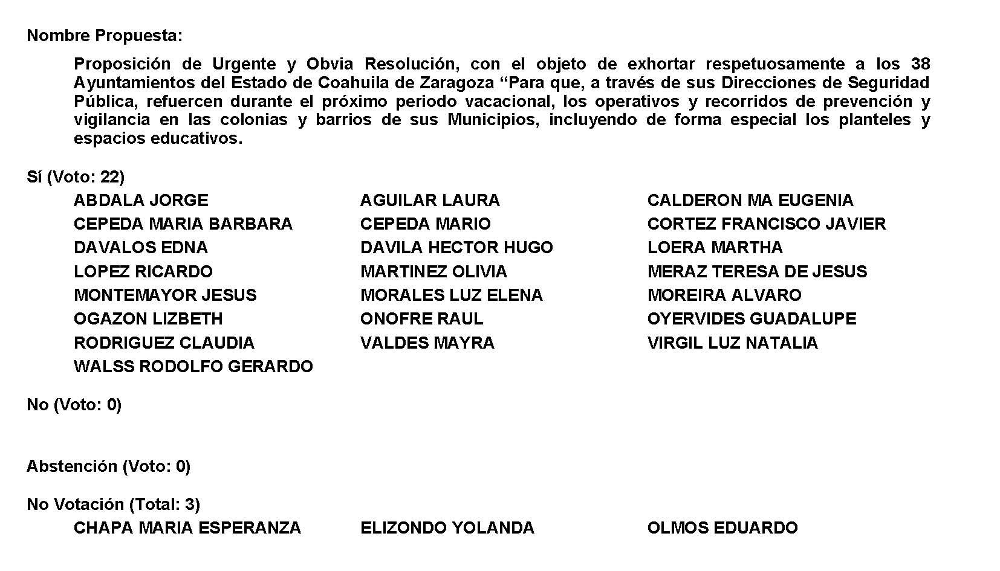 Nombre Propuesta:
Proposición de Urgente y Obvia Resolución, con el objeto de exhortar respetuosamente a los 38
Ayuntamientos del Estado de Coahuila de Zaragoza “Para que, a través de sus Direcciones de Seguridad
Pública, refuercen durante el próximo periodo vacacional, los operativos y recorridos de prevención y
vigilancia en las colonias y barrios de sus Municipios, incluyendo de forma especial los planteles y
espacios educativos.
Sí (Voto: 22)
ABDALA JORGE AGUILAR LAURA CALDERON MA EUGENIA
CEPEDA MARIA BARBARA CEPEDA MARIO CORTEZ FRANCISCO JAVIER
DAVALOS EDNA DAVILA HECTOR HUGO LOERA MARTHA
LOPEZ RICARDO MARTINEZ OLIVIA MERAZ TERESA DE JESUS
MONTEMAYOR JESUS MORALES LUZ ELENA MOREIRA ALVARO
OGAZON LIZBETH ONOFRE RAUL OYERVIDES GUADALUPE
RODRIGUEZ CLAUDIA VALDES MAYRA VIRGIL LUZ NATALIA
WALSS RODOLFO GERARDO
No (Voto: 0)
Abstención (Voto: 0)
No Votación (Total: 3)
CHAPA MARIA ESPERANZA ELIZONDO YOLANDA OLMOS EDUARDO